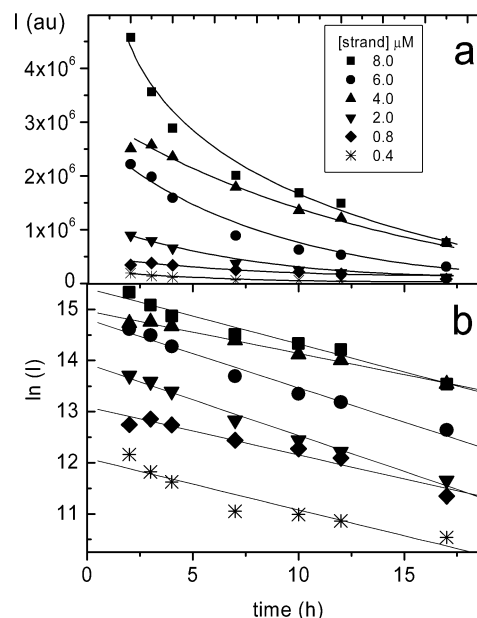 I (au)
a
[strand] μM
8.0
6.0
4.0
2.0
0.8
0.4
4x10⁶
3x10⁶
2x10⁶
1x10⁶
0
b
ln (I)
15
14
13
12
11
0 5 10 15
time (h)